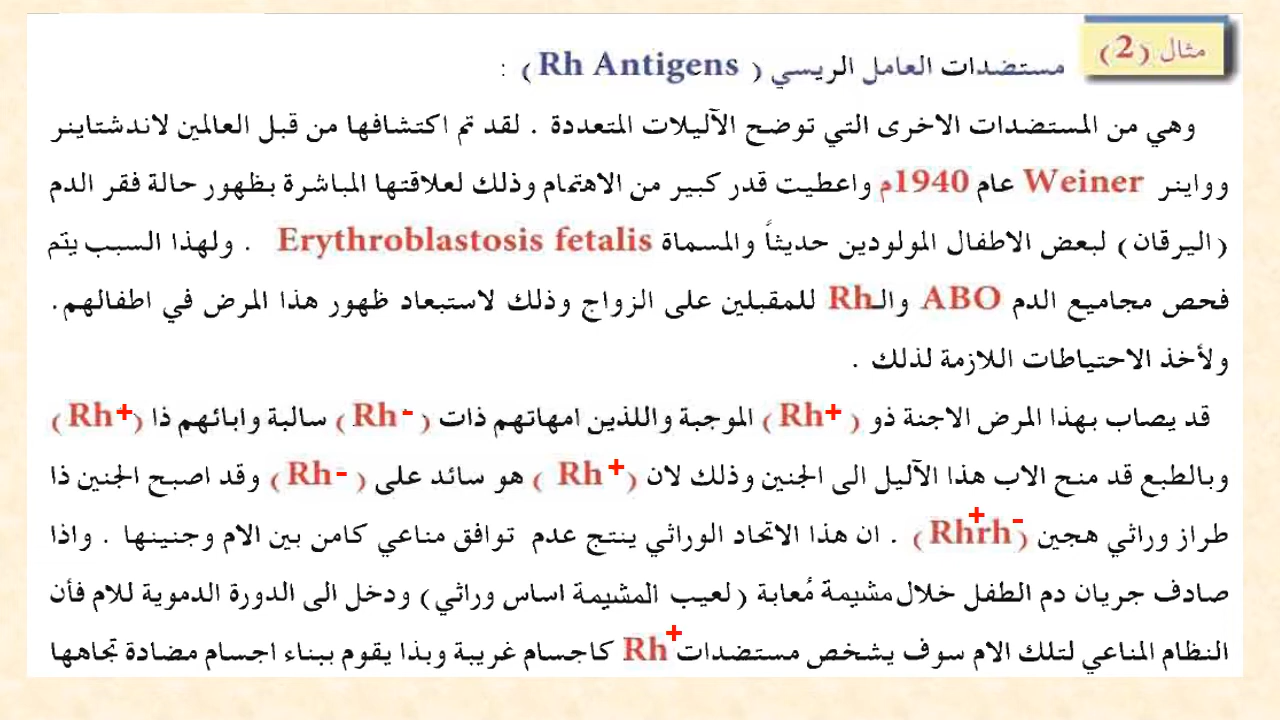 مثال (2)
مستضدات العامل الريسي ( Rh Antigens ) :
وهي من المستضدات الاخرى التي توضح الآليلات المتعددة . لقد تم اكتشافها من قبل العالمين لاندشتاينر
وواينر Weiner عام 1940م واعطيت قدر كبير من الاهتمام وذلك لعلاقتها المباشرة بظهور حالة فقر الدم
(اليرقان) لبعض الاطفال المولودين حديثاً والمسماة Erythroblastosis fetalis . ولهذا السبب يتم
فحص مجاميع الدم ABO والـRh للمقبلين على الزواج وذلك لاستبعاد ظهور هذا المرض في اطفالهم.
ولأخذ الاحتياطات اللازمة لذلك .
قد يصاب بهذا المرض الاجنة ذو (Rh+) الموجبة واللذين امهاتهم ذات (Rh-) سالبة وابائهم ذا (Rh+)
وبالطبع قد منح الاب هذا الآليل الى الجنين وذلك لان (Rh+) هو سائد على (Rh-) وقد اصبح الجنين ذا
طراز وراثي هجين (Rh+rh-) . ان هذا الاتحاد الوراثي ينتج عدم توافق مناعي كامن بين الام وجنينها . واذا
صادف جريان دم الطفل خلال مشيمة مُعابة (لعيب المشيمة اساس وراثي) ودخل الى الدورة الدموية للام فأن
النظام المناعي لتلك الام سوف يشخص مستضدات Rh+ كاجسام غريبة وبذا يقوم ببناء اجسام مضادة تجاهها